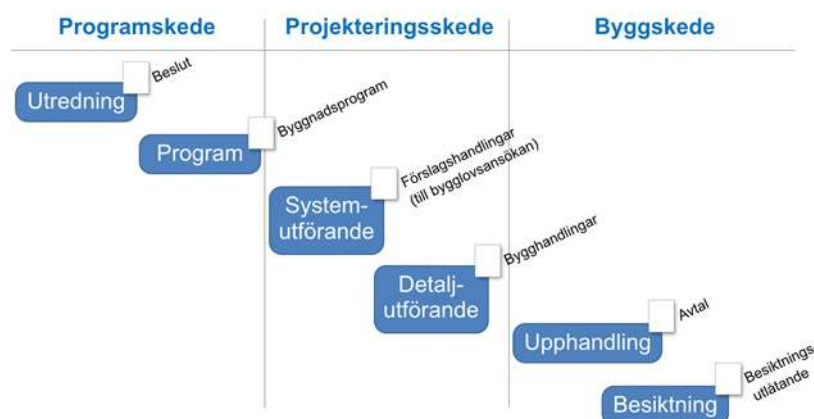 Programskede
Projekteringsskede
Byggskede
Utredning
Beslut
Program
Byggnadsprogram
System-
utförande
Förslagshandlingar
(till bygglovsansökan)
Detalj-
utförande
Bygghandlingar
Upphandling
Avtal
Besiktning
Besiktnings-
utlåtande